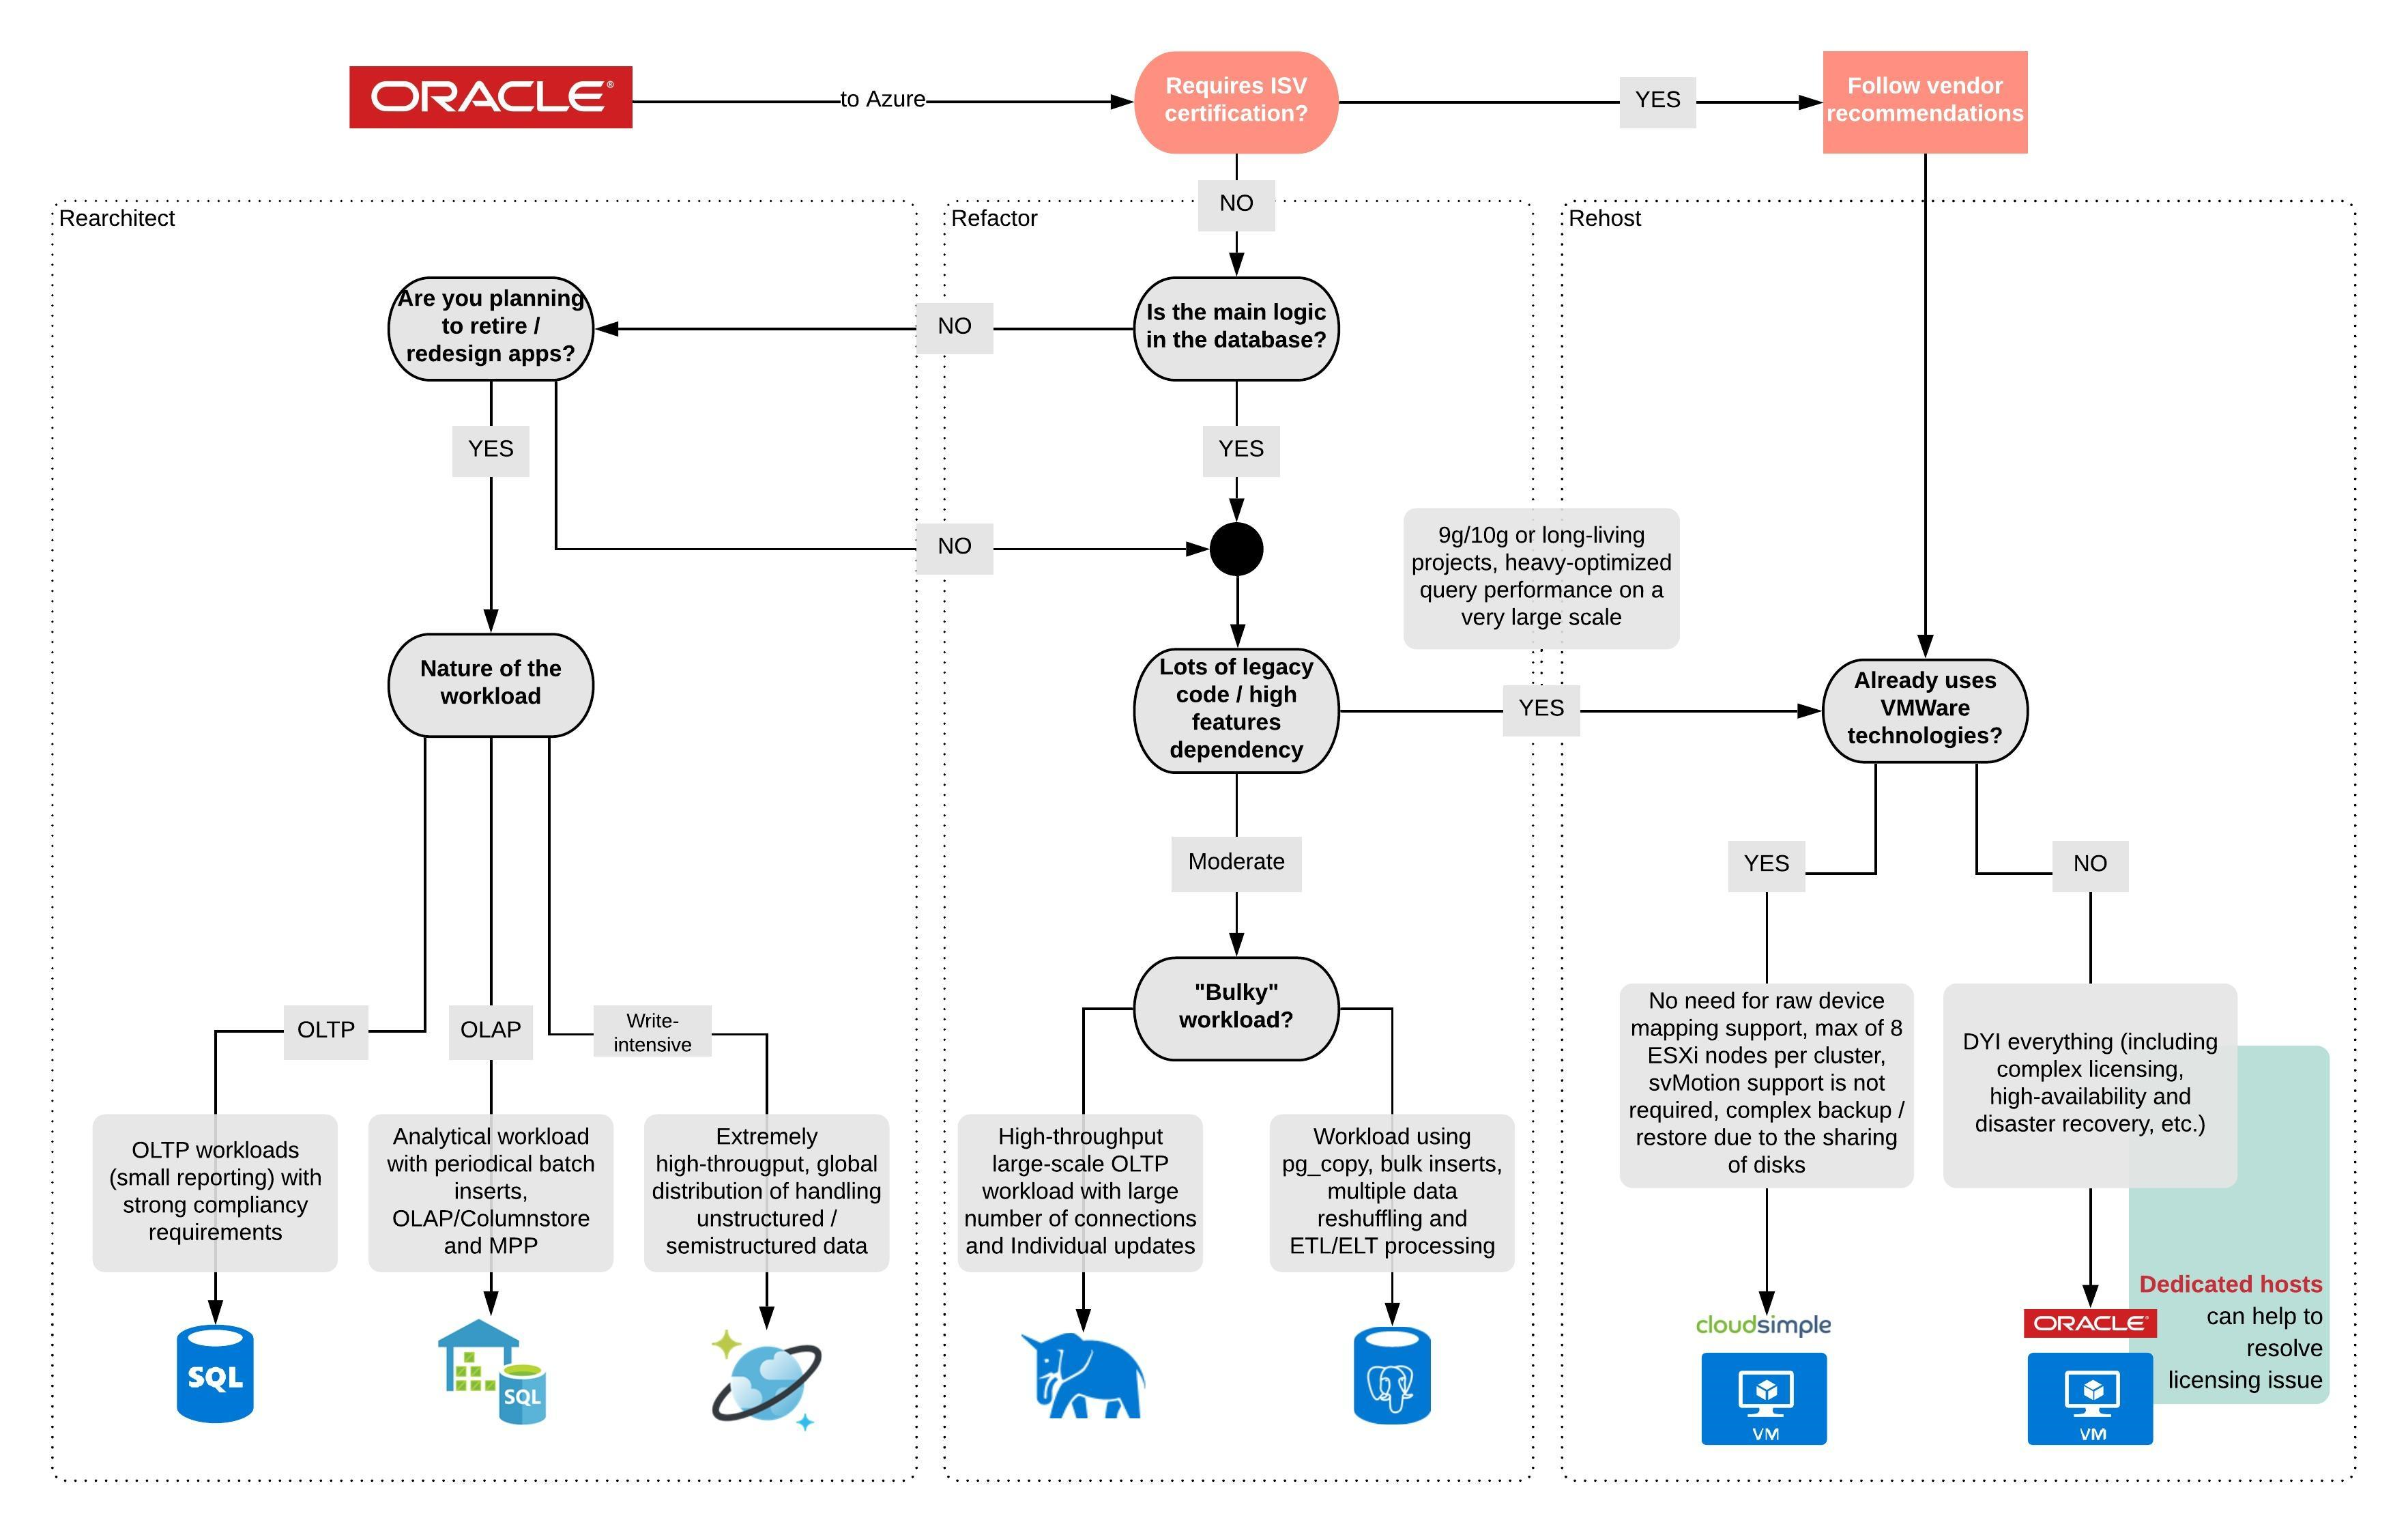 ORACLE®
to Azure
Requires ISV
certification?
YES
Follow vendor
recommendations
NO
Rearchitect
Refactor
Rehost
Are you planning
to retire /
redesign apps?
NO
Is the main logic
in the database?
YES
YES
NO
9g/10g or long-living
projects, heavy-optimized
query performance on a
very large scale
Nature of the
workload
Lots of legacy
code / high
features
dependency
YES
Already uses
VMWare
technologies?
Moderate
YES
NO
OLTP
OLAP
Write-
intensive
"Bulky"
workload?
OLTP workloads
(small reporting) with
strong compliancy
requirements
Analytical workload
with periodical batch
inserts,
OLAP/Columnstore
and MPP
Extremely
high-througput, global
distribution of handling
unstructured /
semistructured data
High-throughput
large-scale OLTP
workload with large
number of connections
and Individual updates
Workload using
pg_copy, bulk inserts,
multiple data
reshuffling and
ETL/ELT processing
No need for raw device
mapping support, max of 8
ESXi nodes per cluster,
svMotion support is not
required, complex backup /
restore due to the sharing
of disks
DYI everything (including
complex licensing,
high-availability and
disaster recovery, etc.)
Dedicated hosts
can help to
resolve
licensing issue
SQL
SQL
cloudsimple
VM
ORACLE®
VM